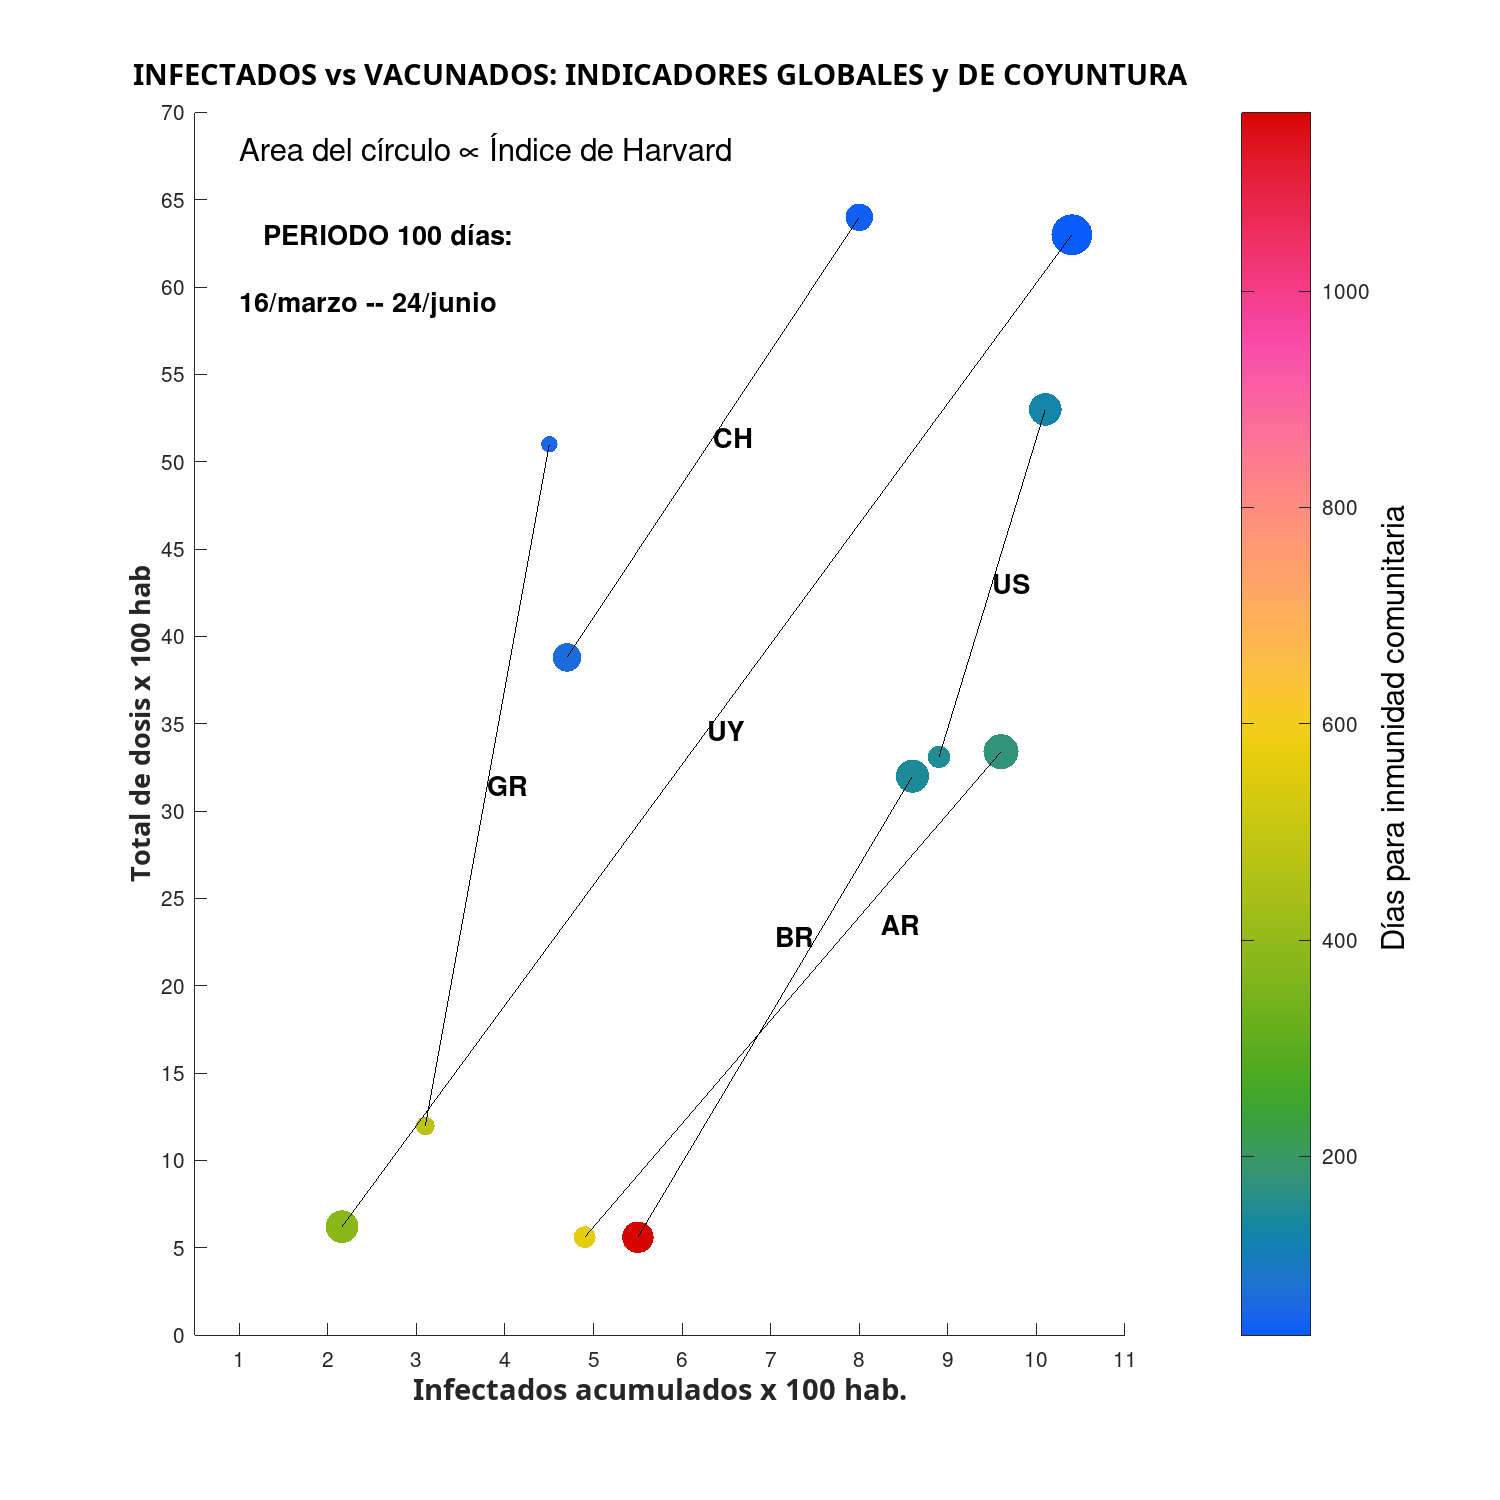 INFECTADOS vs VACUNADOS: INDICADORES GLOBALES y DE COYUNTURA
Area del círculo ∝ Índice de Harvard
PERIODO 100 días:
16/marzo -- 24/junio
70
65
60
55
50
45
40
35
30
25
20
15
10
5
0
Total de dosis x 100 hab
CH
US
UY
GR
BR
AR
1 2 3 4 5 6 7 8 9 10 11
Infectados acumulados x 100 hab.
1000
800
600
400
200
Días para inmunidad comunitaria